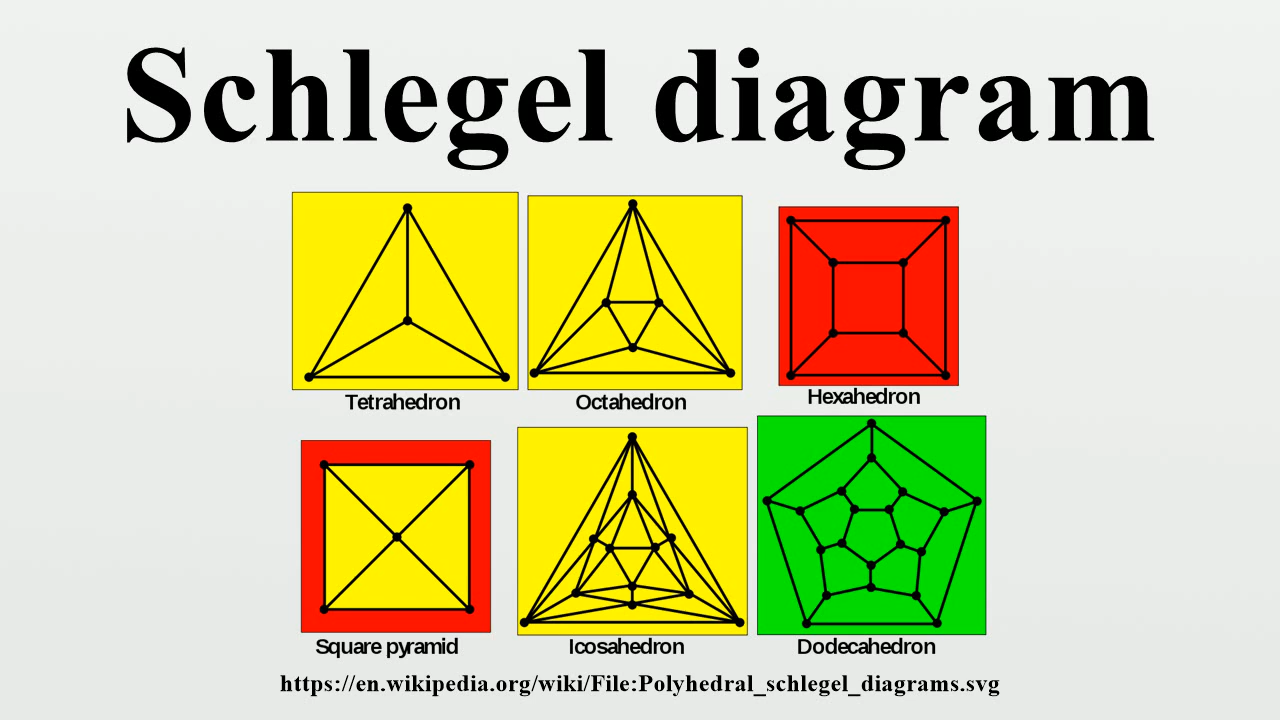 Schlegel diagram
Tetrahedron
Octahedron
Hexahedron
Square pyramid
Icosahedron
Dodecahedron
https://en.wikipedia.org/wiki/File:Polyhedral_schlegel_diagrams.svg